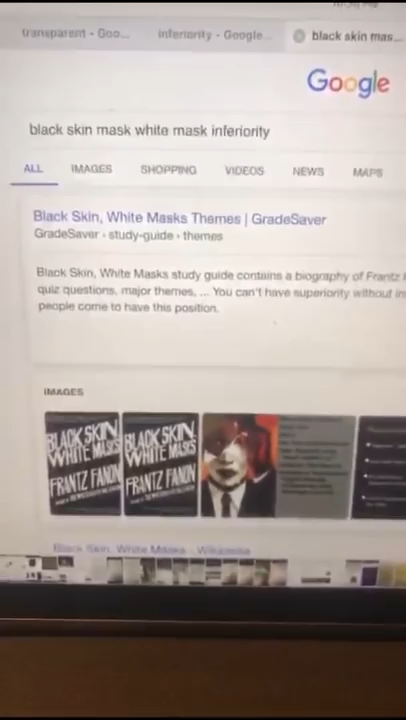 transparent - Goo...
inferiority - Google...
black skin mas...
Google
black skin mask white mask inferiority
ALL IMAGES SHOPPING VIDEOS NEWS MAPS
Black Skin, White Masks Themes | GradeSaver
GradeSaver › study-guide › themes
Black Skin, White Masks study guide contains a biography of Frantz
quiz questions, major themes, ... You can't have superiority without
people come to have this position.
IMAGES
BLACK SKIN
WHITE MASKS
FRANTZ FANON
BLACK SKIN
WHITE MASKS
FRANTZ FANON
Black Skin, White Masks - Wikipedia